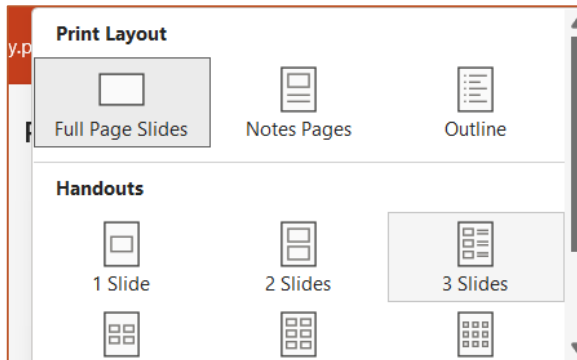 y.p
Print Layout
Full Page Slides Notes Pages Outline
Handouts
1 Slide 2 Slides 3 Slides